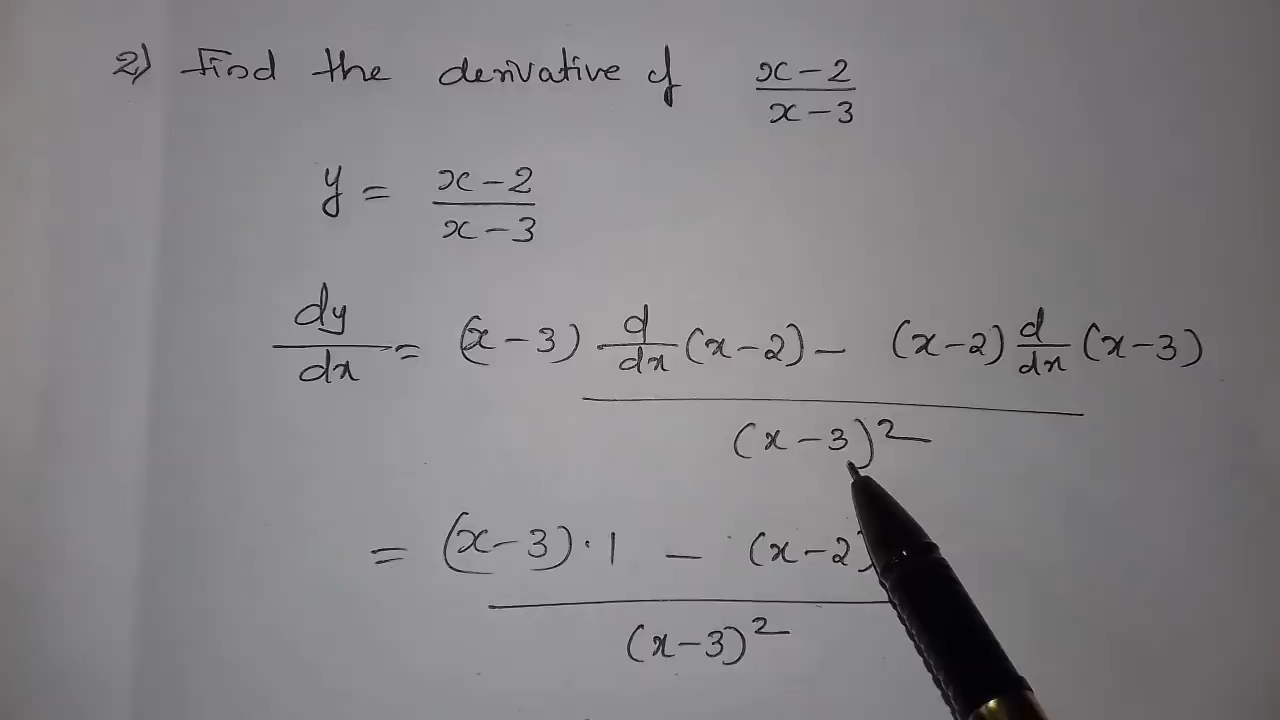 2) Find the derivative of (x-2)/(x-3)
y = (x-2)/(x-3)
dy/dx = ((x-3) d/dx (x-2) - (x-2) d/dx (x-3))/(x-3)²
= ((x-3)·1 - (x-2)/(x-3)²